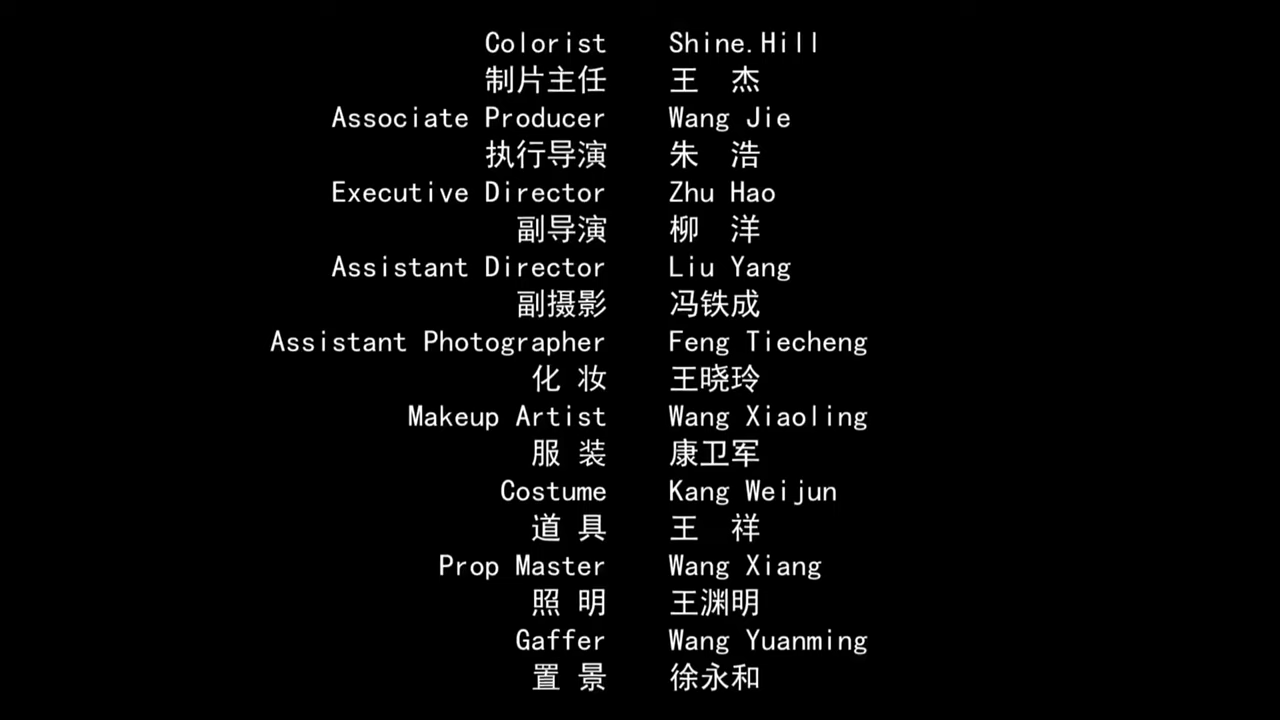 Colorist Shine.Hill
制片主任 王 杰
Associate Producer Wang Jie
执行导演 朱 浩
Executive Director Zhu Hao
副导演 柳 洋
Assistant Director Liu Yang
副摄影 冯铁成
Assistant Photographer Feng Tiecheng
化 妆 王晓玲
Makeup Artist Wang Xiaoling
服 装 康卫军
Costume Kang Weijun
道 具 王 祥
Prop Master Wang Xiang
照 明 王渊明
Gaffer Wang Yuanming
置 景 徐永和